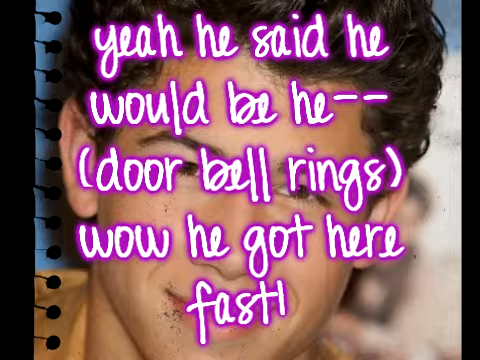 yeah he said he
would be he--
(door bell rings)
wow he got here
fast!